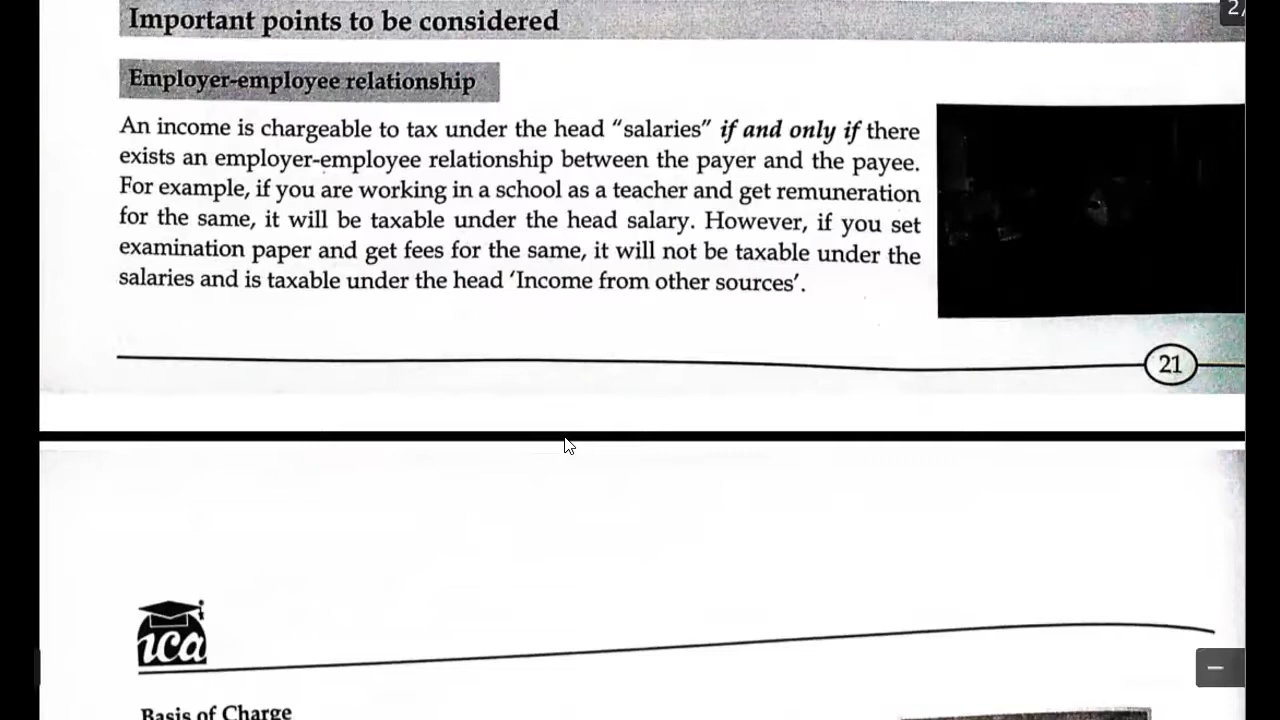 Important points to be considered
2/
Employer-employee relationship
An income is chargeable to tax under the head “salaries” if and only if there
exists an employer-employee relationship between the payer and the payee.
For example, if you are working in a school as a teacher and get remuneration
for the same, it will be taxable under the head salary. However, if you set
examination paper and get fees for the same, it will not be taxable under the
salaries and is taxable under the head ‘Income from other sources’.
21
ica
Basis of Charge